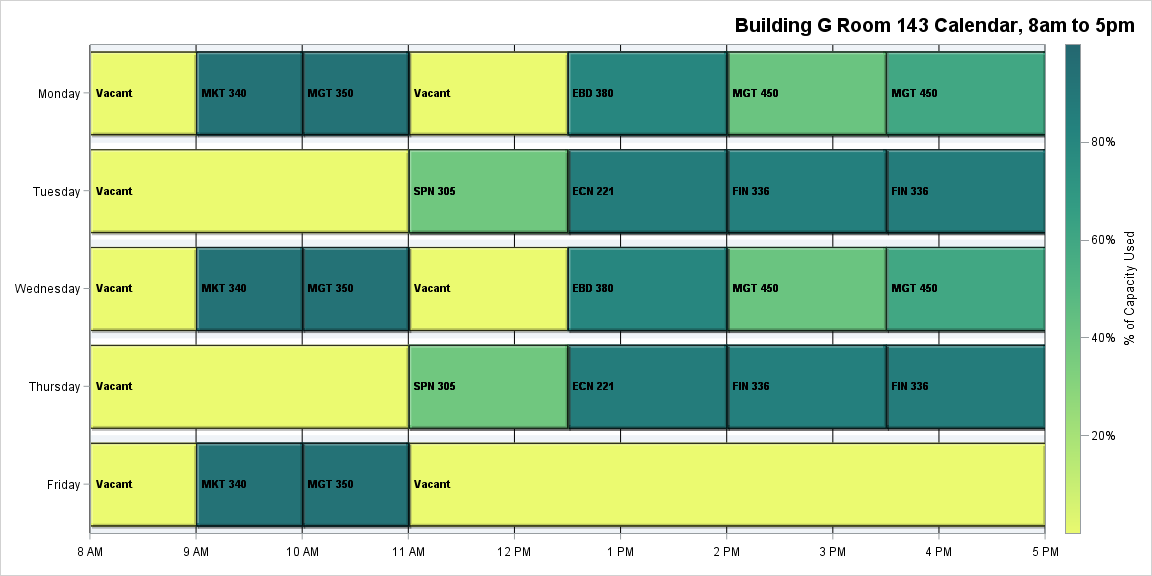 Building G Room 143 Calendar, 8am to 5pm
Monday
Vacant
MKT 340
MGT 350
Vacant
EBD 380
MGT 450
MGT 450
Tuesday
Vacant
SPN 305
ECN 221
FIN 336
FIN 336
Wednesday
Vacant
MKT 340
MGT 350
Vacant
EBD 380
MGT 450
MGT 450
Thursday
Vacant
SPN 305
ECN 221
FIN 336
FIN 336
Friday
Vacant
MKT 340
MGT 350
Vacant
8 AM
9 AM
10 AM
11 AM
12 PM
1 PM
2 PM
3 PM
4 PM
5 PM
80%
60%
40%
20%
% of Capacity Used